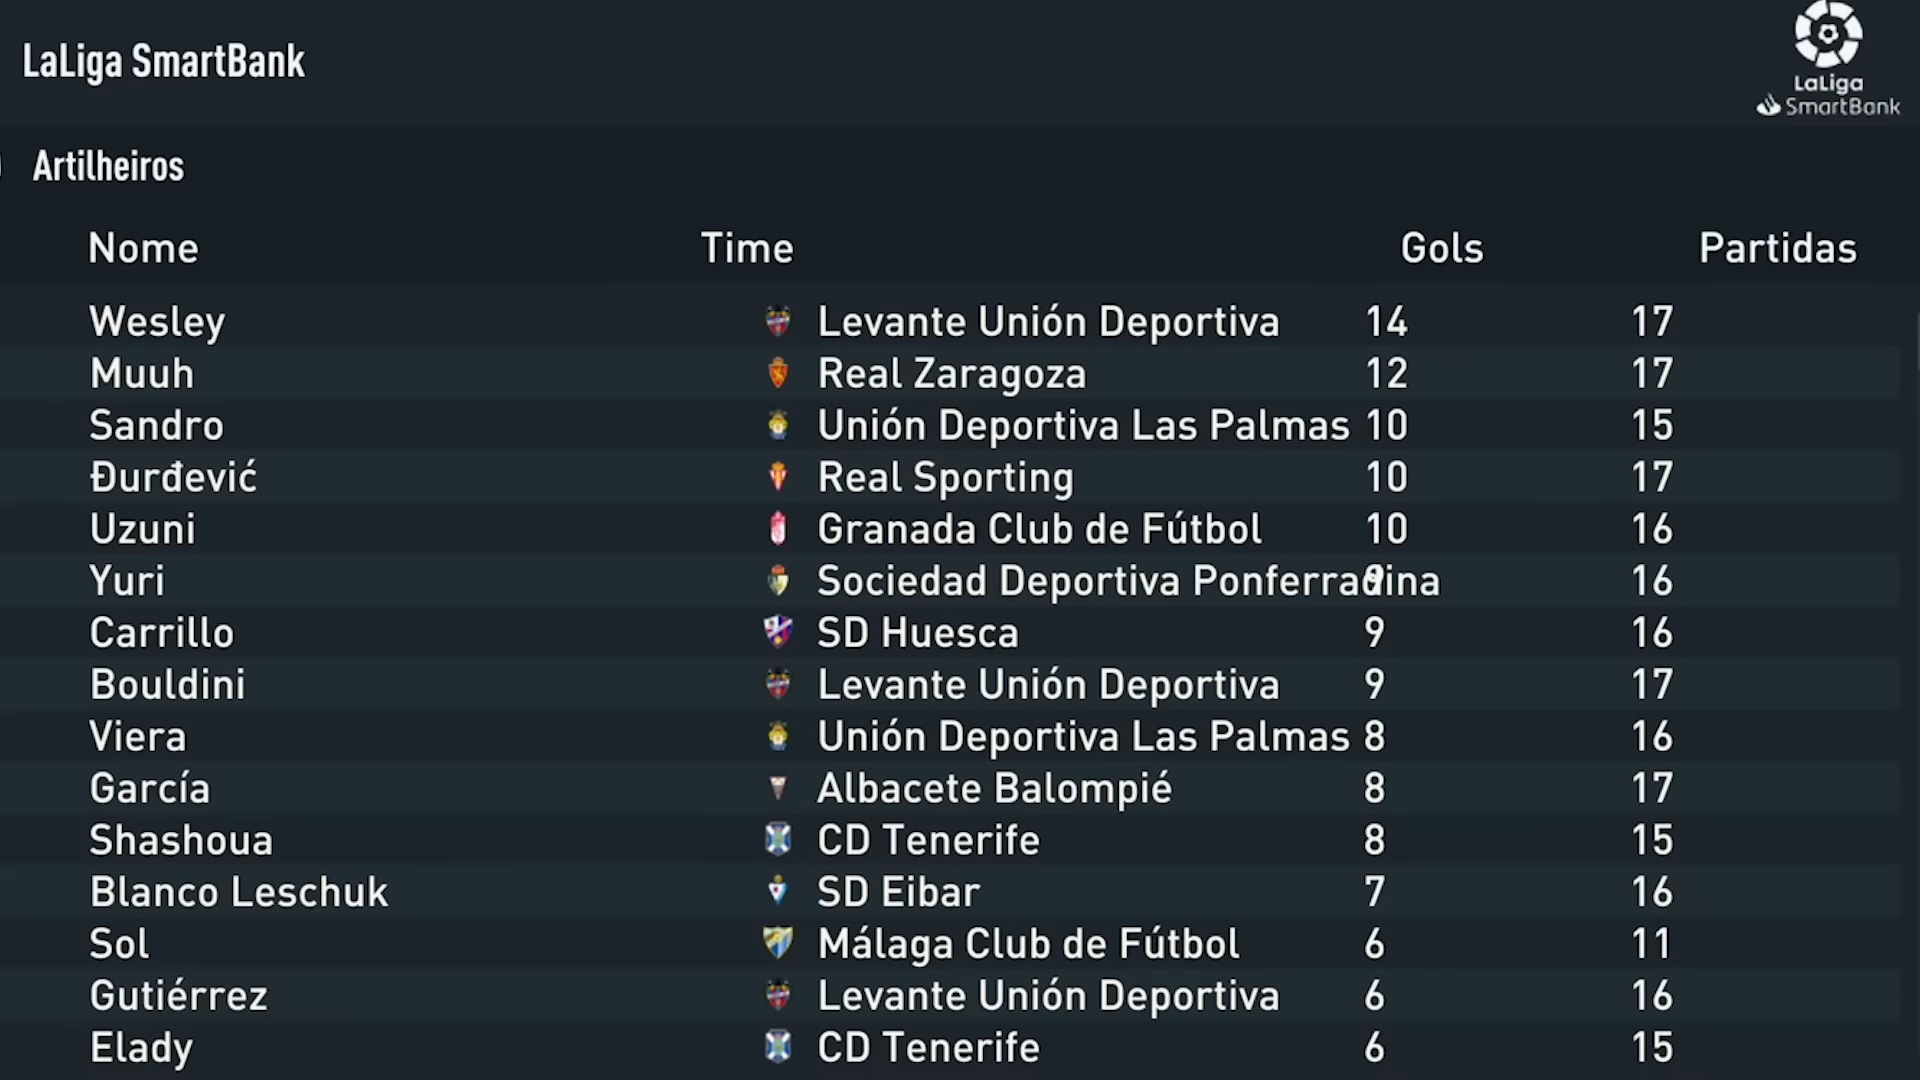 LaLiga SmartBank
LaLiga
SmartBank
Artilheiros
Nome Time Gols Partidas
Wesley Levante Unión Deportiva 14 17
Muuh Real Zaragoza 12 17
Sandro Unión Deportiva Las Palmas 10 15
Đurđević Real Sporting 10 17
Uzuni Granada Club de Fútbol 10 16
Yuri Sociedad Deportiva Ponferradina 9 16
Carrillo SD Huesca 9 16
Bouldini Levante Unión Deportiva 9 17
Viera Unión Deportiva Las Palmas 8 16
García Albacete Balompié 8 17
Shashoua CD Tenerife 8 15
Blanco Leschuk SD Eibar 7 16
Sol Málaga Club de Fútbol 6 11
Gutiérrez Levante Unión Deportiva 6 16
Elady CD Tenerife 6 15